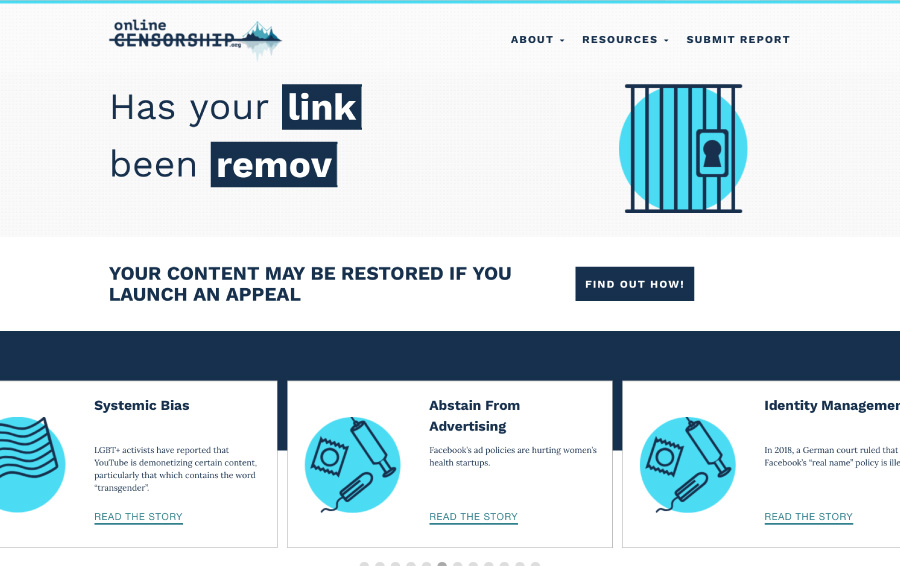 online
CENSORSHIP.org
ABOUT
RESOURCES
SUBMIT REPORT
Has your link
been remov
YOUR CONTENT MAY BE RESTORED IF YOU
LAUNCH AN APPEAL
FIND OUT HOW!
Systemic Bias
LGBT+ activists have reported that
YouTube is demonetizing certain content,
particularly that which contains the word
“transgender”.
READ THE STORY
Abstain From
Advertising
Facebook's ad policies are hurting women's
health startups.
READ THE STORY
Identity Managemen
In 2018, a German court ruled that
Facebook's “real name” policy is ille
READ THE STORY